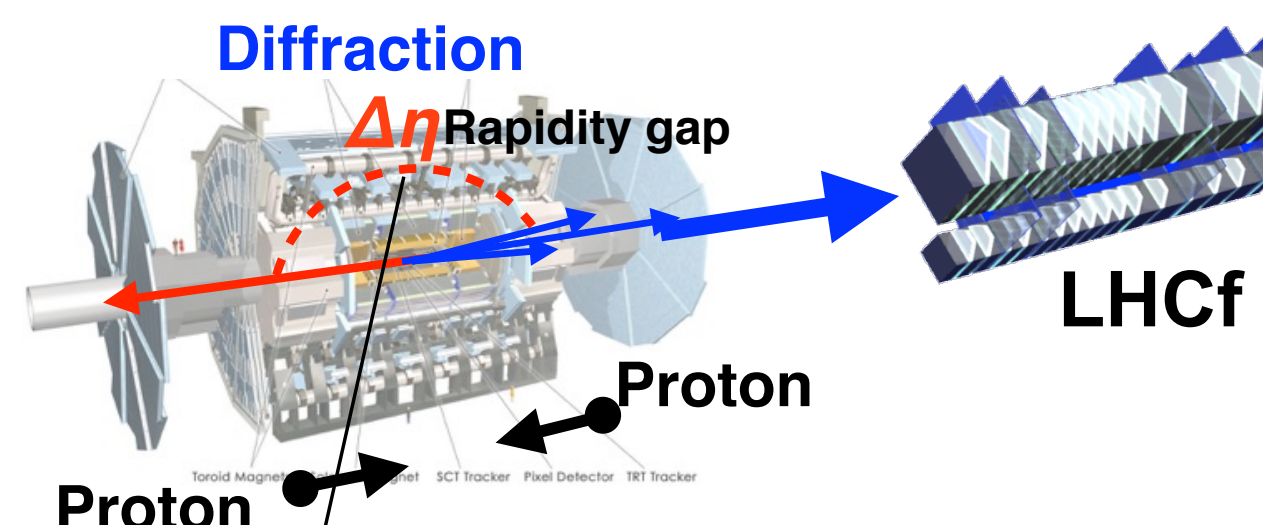 Diffraction
Δη Rapidity gap
LHCf
Proton
Toroid Magnets SCT Tracker Pixel Detector TRT Tracker
Proton